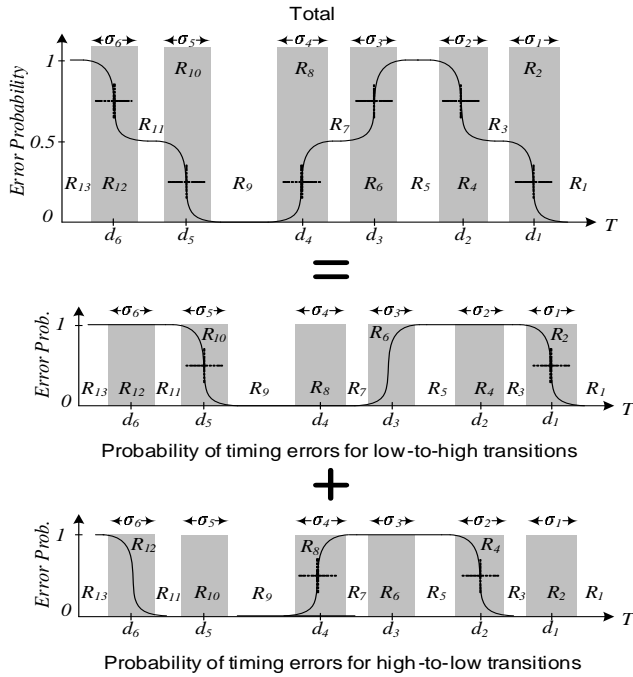 Total
σ6 σ5 σ4 σ3 σ2 σ1
Error Probability
1
0.5
0
R10 R8 R2
R11 R7 R3
R13 R12 R9 R6 R5 R4 R1
d6 d5 d4 d3 d2 d1 T
=
σ6 σ5 σ4 σ3 σ2 σ1
Error Prob.
1
0
R10 R6 R2
R13 R12 R11 R9 R8 R7 R5 R4 R3 R1
d6 d5 d4 d3 d2 d1 T
Probability of timing errors for low-to-high transitions
+
σ6 σ5 σ4 σ3 σ2 σ1
Error Prob.
1
0
R12 R8 R4
R13 R11 R10 R9 R7 R6 R5 R3 R2 R1
d6 d5 d4 d3 d2 d1 T
Probability of timing errors for high-to-low transitions